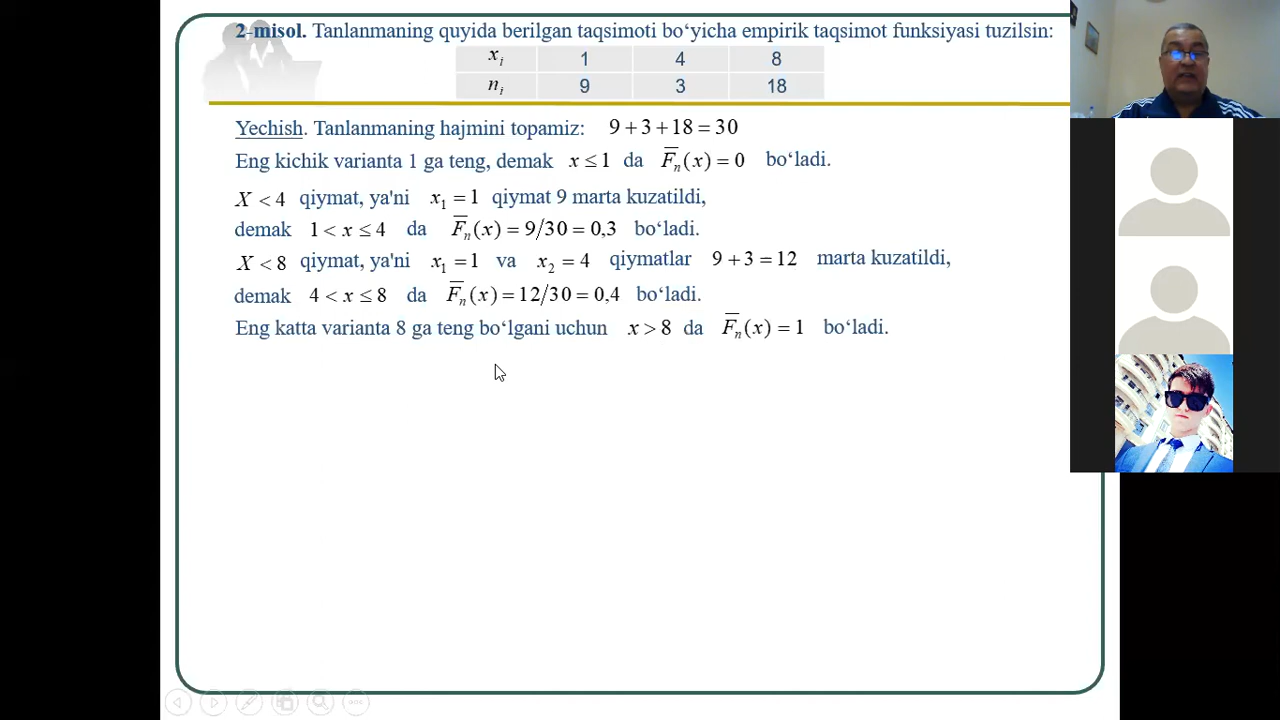 2-misol. Tanlanmaning quyida berilgan taqsimoti bo‘yicha empirik taqsimot funksiyasi tuzilsin:
xᵢ 1 4 8
nᵢ 9 3 18
Yechish. Tanlanmaning hajmini topamiz: 9+3+18=30
Eng kichik varianta 1 ga teng, demak x≤1 da F̅ₙ(x)=0 bo‘ladi.
X<4 qiymat, ya'ni x₁=1 qiymat 9 marta kuzatildi,
demak 1<x≤4 da F̅ₙ(x)=9/30=0,3 bo‘ladi.
X<8 qiymat, ya'ni x₁=1 va x₂=4 qiymatlar 9+3=12 marta kuzatildi,
demak 4<x≤8 da F̅ₙ(x)=12/30=0,4 bo‘ladi.
Eng katta varianta 8 ga teng bo‘lgani uchun x>8 da F̅ₙ(x)=1 bo‘ladi.